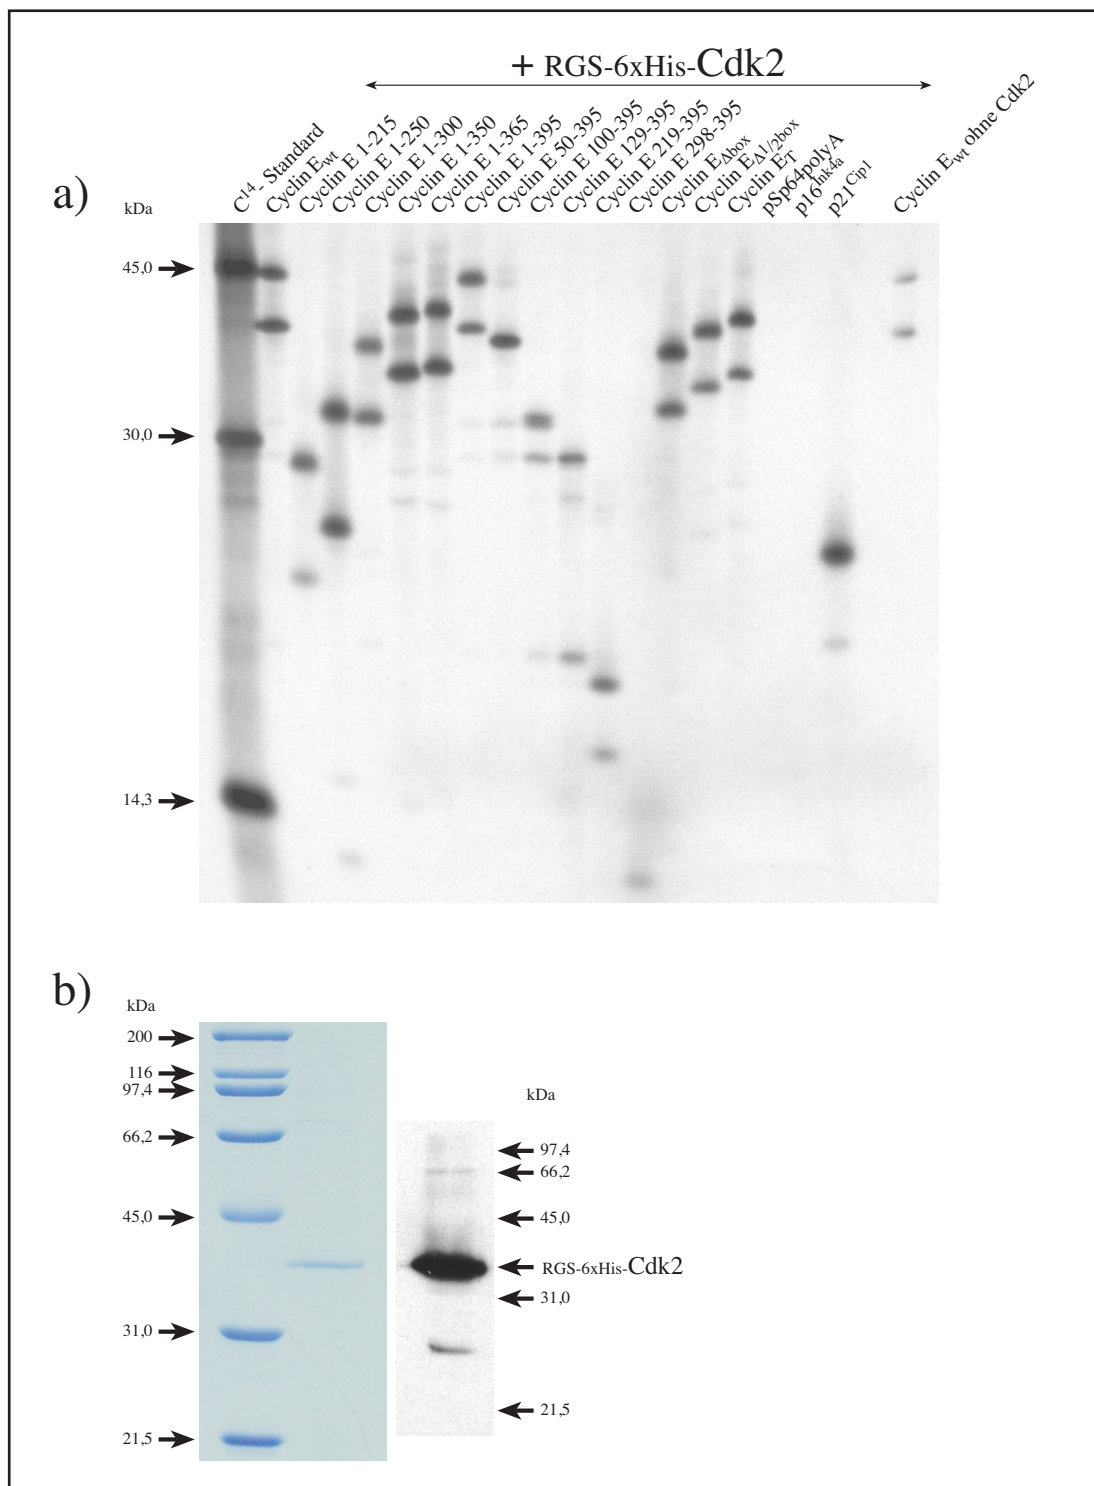 + RGS-6xHis-Cdk2
a)
kDa
C14- Standard
Cyclin Ewt
Cyclin E 1-215
Cyclin E 1-250
Cyclin E 1-300
Cyclin E 1-350
Cyclin E 1-365
Cyclin E 1-395
Cyclin E 50-395
Cyclin E 100-395
Cyclin E 129-395
Cyclin E 219-395
Cyclin E 298-395
Cyclin EΔbox
Cyclin EΔ1/2box
Cyclin ET
pSp64polyA
p16Ink4a
p21Cip1
Cyclin Ewt ohne Cdk2
45,0
30,0
14,3
b)
kDa
200
116
97,4
66,2
45,0
31,0
21,5
kDa
97,4
66,2
45,0
RGS-6xHis-Cdk2
31,0
21,5